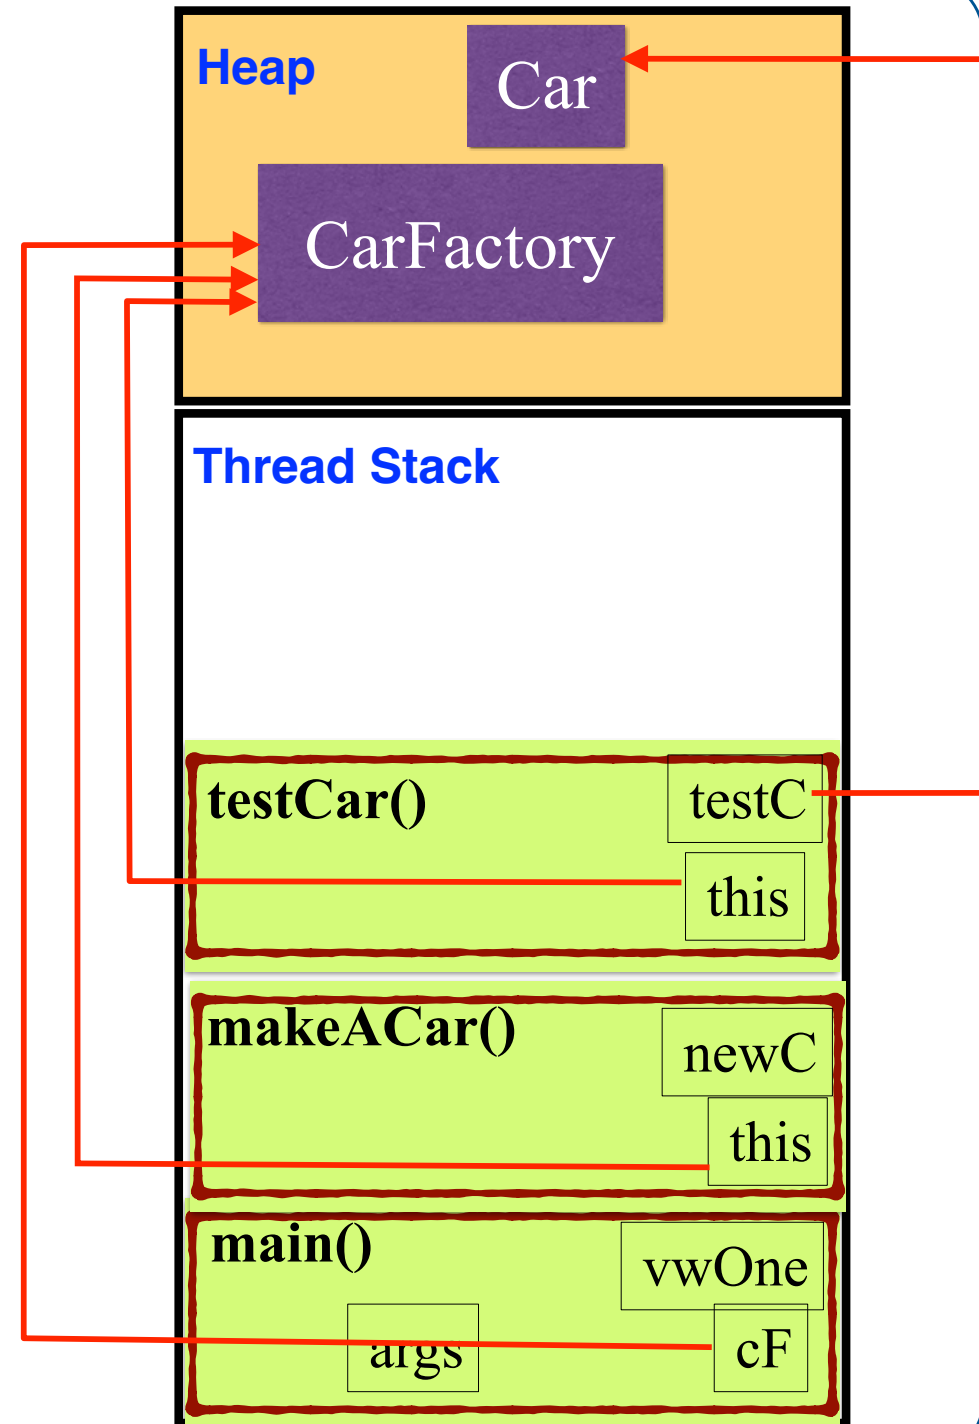 Heap
Car
CarFactory
Thread Stack
testCar()
testC
this
makeACar()
newC
this
main()
vwOne
args
cF